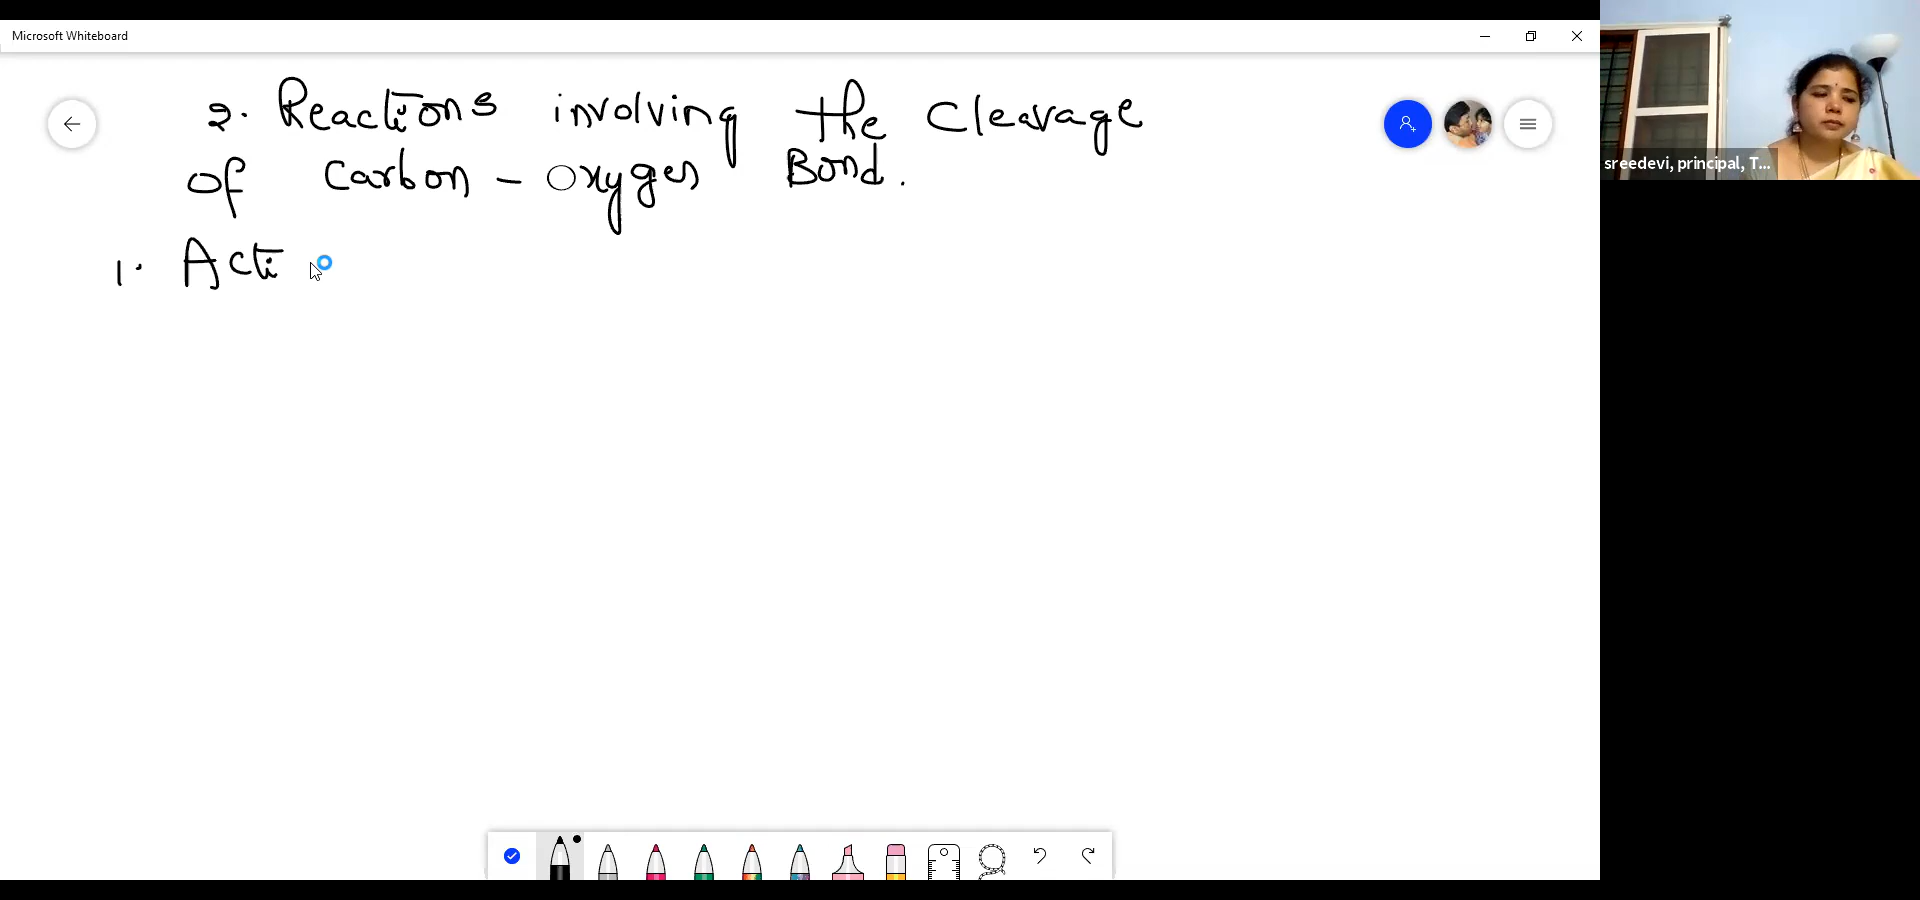 Microsoft Whiteboard
2. Reactions involving the Cleavage
of Carbon - Oxygen Bond.
1. Acti
sreedevi, principal, T...